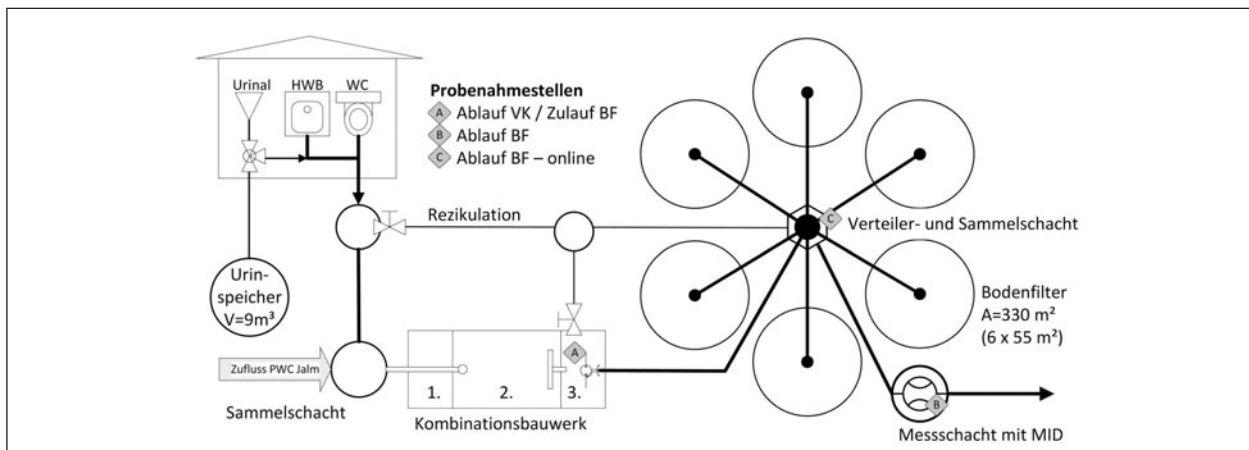 Urinal
HWB
WC
Probenahmestellen
A Ablauf VK / Zulauf BF
B Ablauf BF
C Ablauf BF – online
Rezikulation
C
Verteiler- und Sammelschacht
Urin-
speicher
V=9m³
Bodenfilter
A=330 m²
(6 x 55 m²)
A
Zufluss PWC Jalm
1.
2.
3.
Sammelschacht
Kombinationsbauwerk
B
Messschacht mit MID